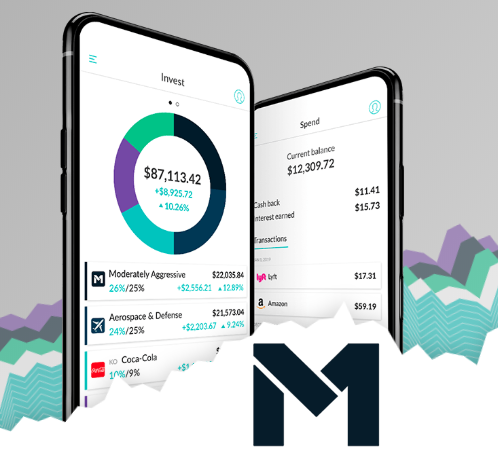 Invest
$87,113.42
+$8,925.72
▲10.26%
Moderately Aggressive $22,035.84
26%/25% +$2,556.21 ▲12.89%
Aerospace & Defense $21,573.04
24%/25% +$2,203.67 ▲9.24%
Coca-Cola
KO Coca-Cola
10%/9%
Spend
Current balance
$12,309.72
Cash back $11.41
nterest earned $15.73
Transactions
lyft Lyft $17.31
a Amazon $59.19
M